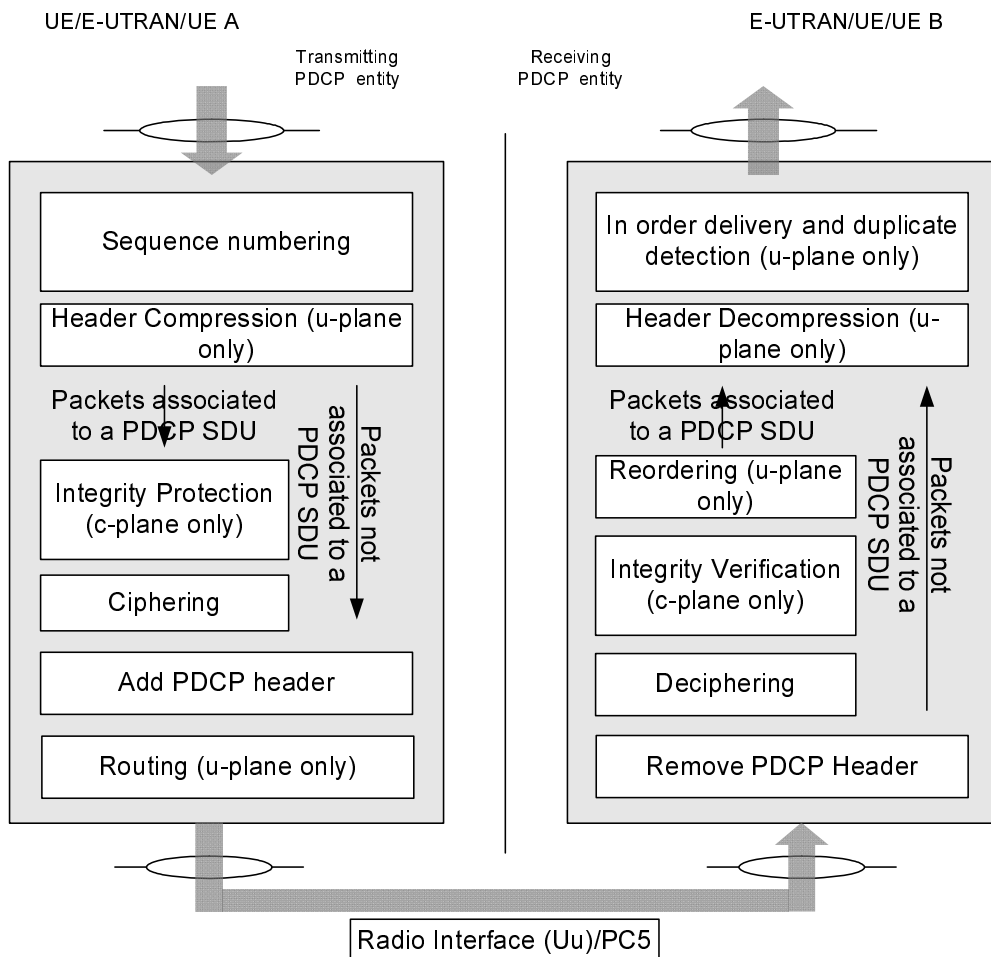 UE/E-UTRAN/UE A
E-UTRAN/UE/UE B
Transmitting
PDCP entity
Receiving
PDCP entity
Sequence numbering
Header Compression (u-plane
only)
Packets associated
to a PDCP SDU
Packets not
associated to a
PDCP SDU
Integrity Protection
(c-plane only)
Ciphering
Add PDCP header
Routing (u-plane only)
In order delivery and duplicate
detection (u-plane only)
Header Decompression (u-
plane only)
Packets associated
to a PDCP SDU
Packets not
associated to a
PDCP SDU
Reordering (u-plane
only)
Integrity Verification
(c-plane only)
Deciphering
Remove PDCP Header
Radio Interface (Uu)/PC5